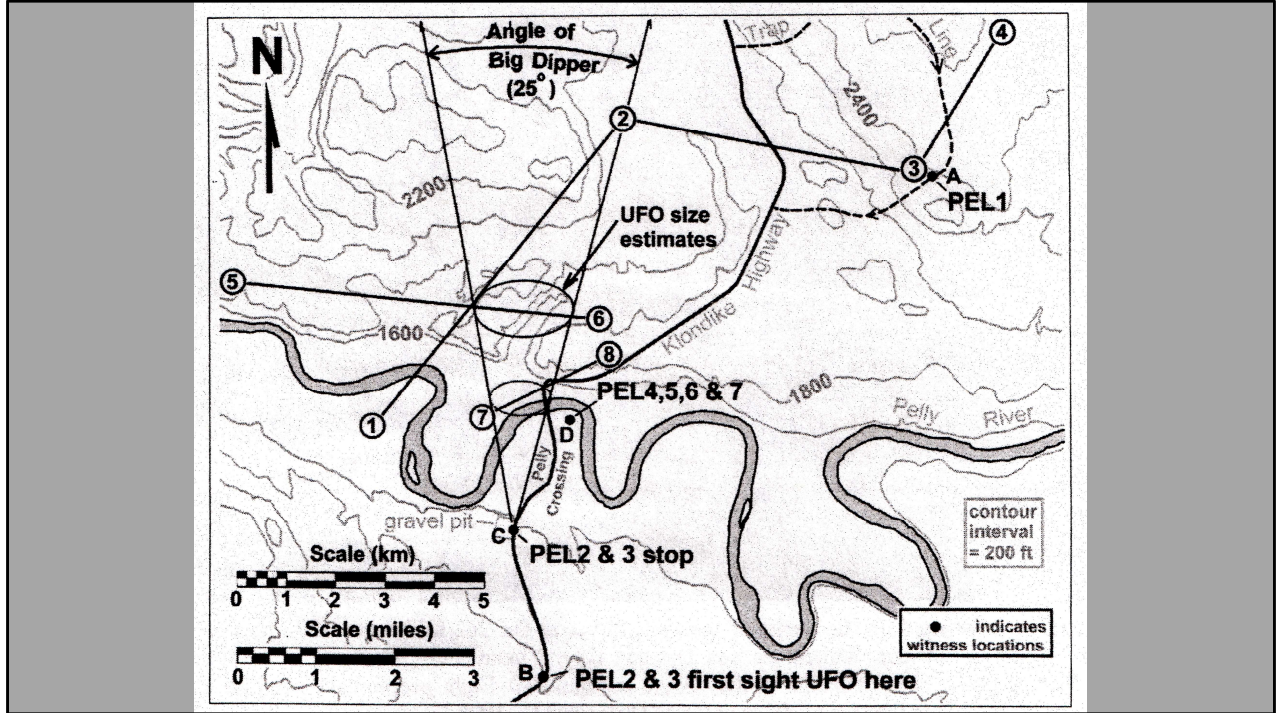 Angle of
Big Dipper
(25°)
N
Trap
Line
4
2
2400
3
A
PEL1
2200
UFO size
estimates
Highway
5
6
Klondike
1600
8
PEL4,5,6 & 7
1800
Pelly
River
1
7
D
Pelly
Crossing
gravel pit
C
PEL2 & 3 stop
contour
interval
= 200 ft
Scale (km)
0 1 2 3 4 5
Scale (miles)
0 1 2 3
indicates
witness locations
B
PEL2 & 3 first sight UFO here